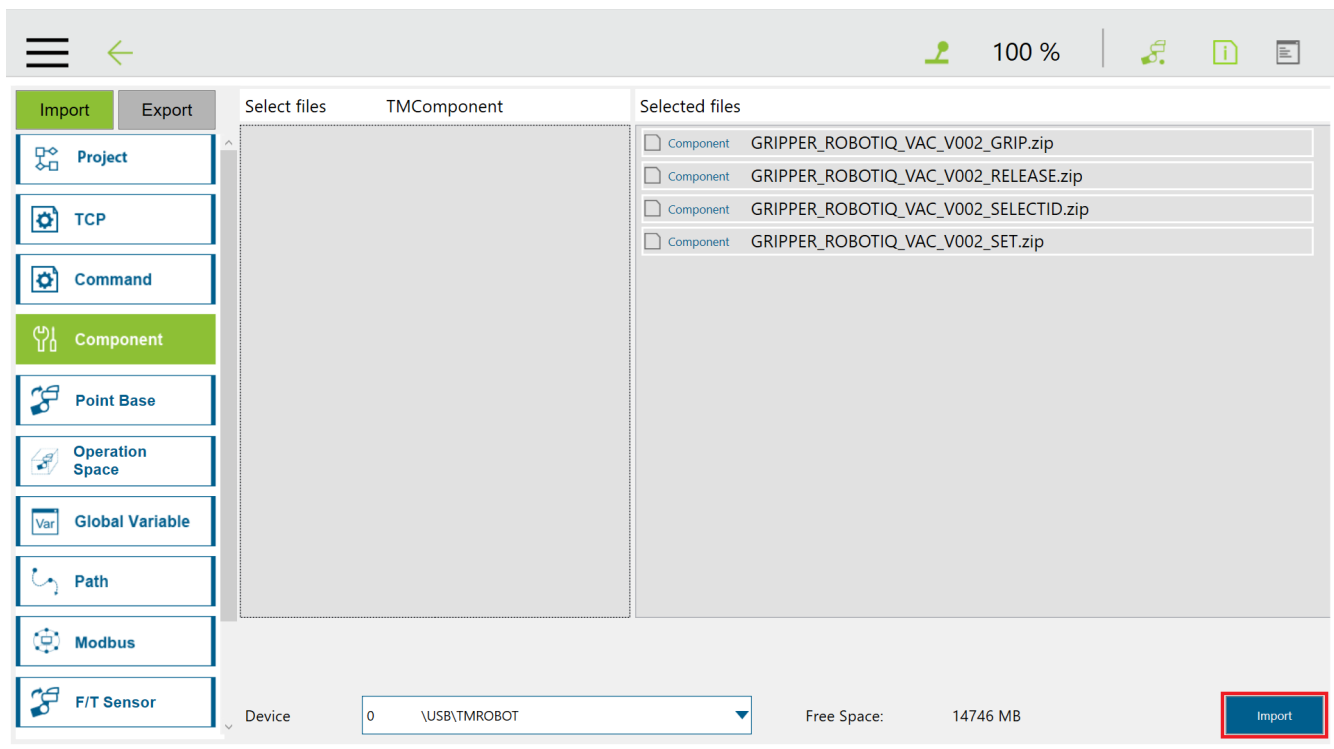 100 %
Import Export
Select files TMComponent
Selected files
Project
TCP
Command
Component
Point Base
Operation
Space
Var Global Variable
Path
Modbus
F/T Sensor
Component GRIPPER_ROBOTIQ_VAC_V002_GRIP.zip
Component GRIPPER_ROBOTIQ_VAC_V002_RELEASE.zip
Component GRIPPER_ROBOTIQ_VAC_V002_SELECTID.zip
Component GRIPPER_ROBOTIQ_VAC_V002_SET.zip
Device 0 \USB\TMROBOT Free Space: 14746 MB Import